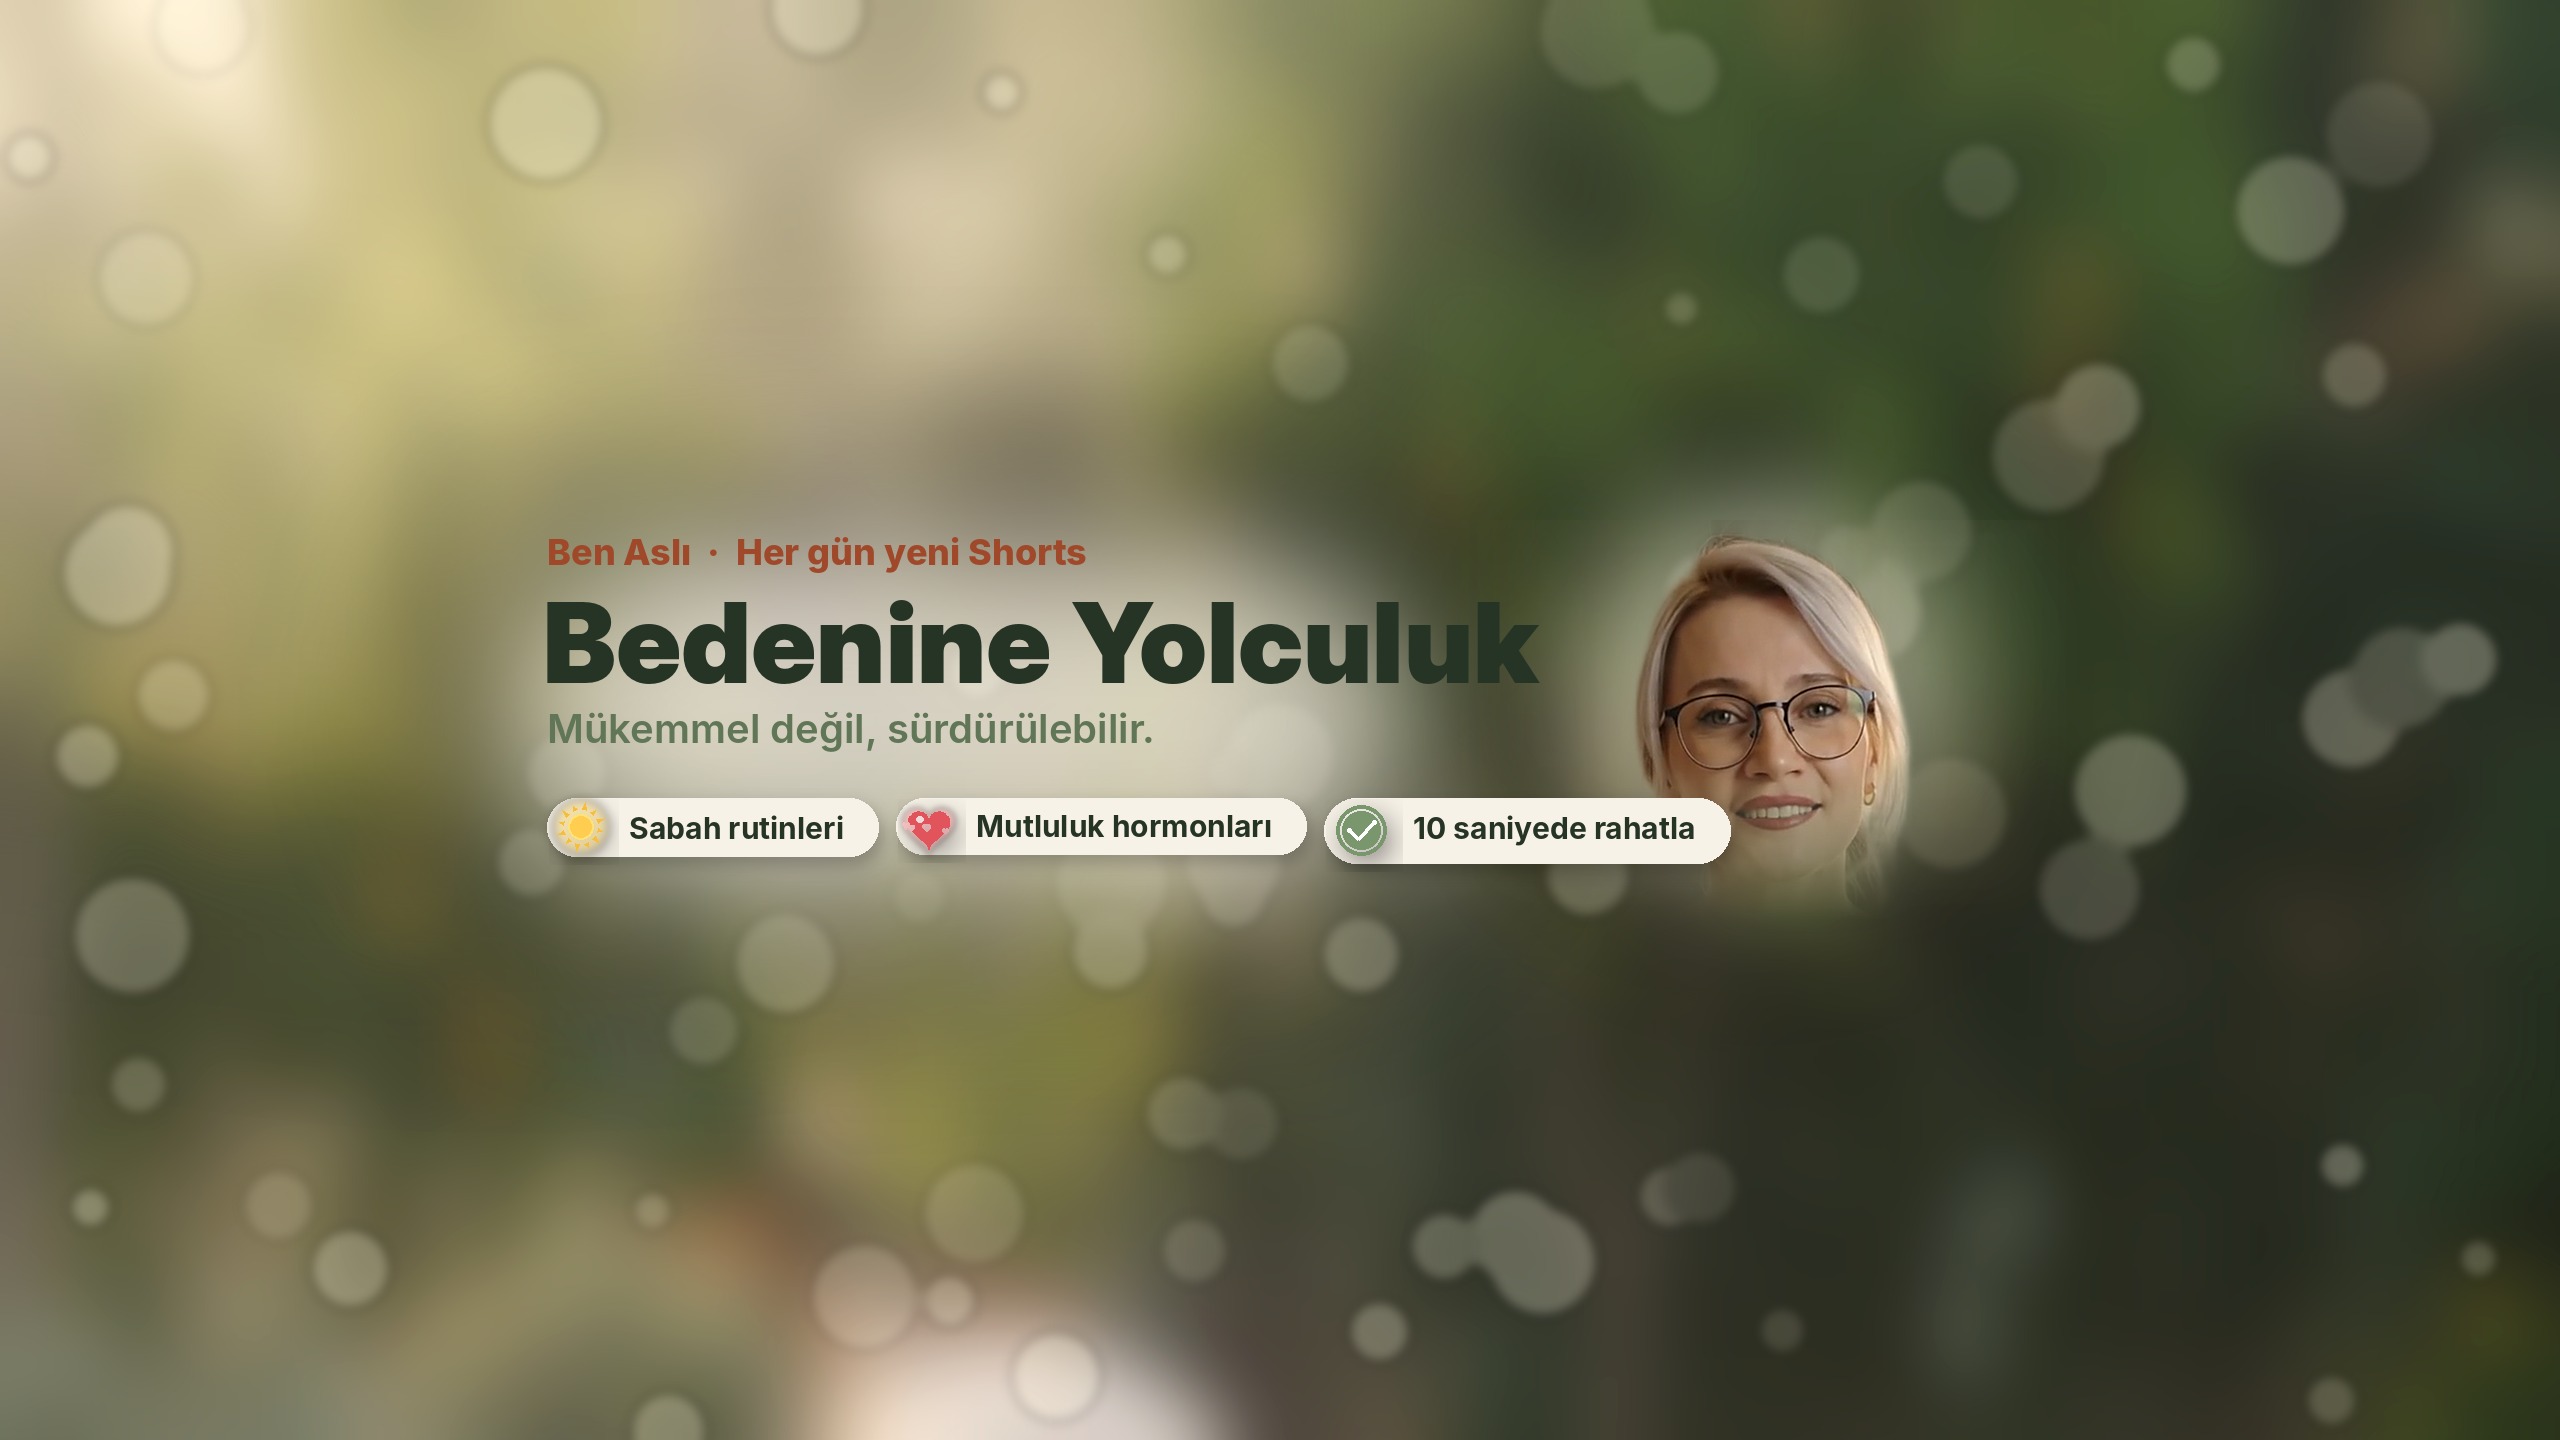 Ben Aslı · Her gün yeni Shorts
Bedenine Yolculuk
Mükemmel değil, sürdürülebilir.
Sabah rutinleri
Mutluluk hormonları
10 saniyede rahatla